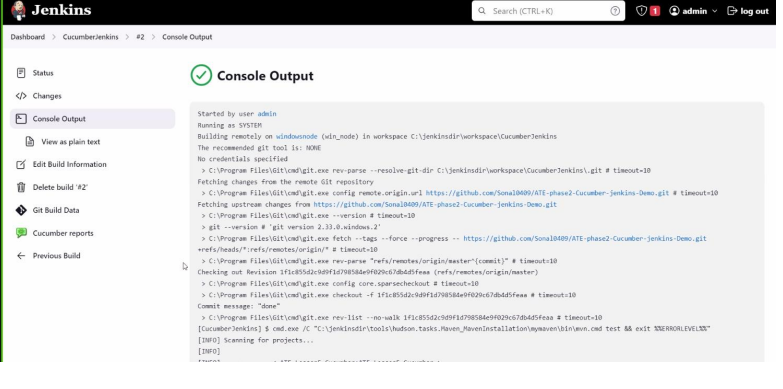 Jenkins
Search (CTRL+K)
1
admin
log out
Dashboard > CucumberJenkins > #2 > Console Output
Status
Changes
Console Output
View as plain text
Edit Build Information
Delete build '#2'
Git Build Data
Cucumber reports
Previous Build
Console Output
Started by user admin
Running as SYSTEM
Building remotely on windowsnode (win_node) in workspace C:\jenkinsdir\workspace\CucumberJenkins
The recommended git tool is: NONE
No credentials specified
> C:\Program Files\Git\cmd\git.exe rev-parse --resolve-git-dir C:\jenkinsdir\workspace\CucumberJenkins\.git # timeout=10
Fetching changes from the remote Git repository
> C:\Program Files\Git\cmd\git.exe config remote.origin.url https://github.com/Sonal0409/ATE-phase2-Cucumber-jenkins-Demo.git # timeout=10
Fetching upstream changes from https://github.com/Sonal0409/ATE-phase2-Cucumber-jenkins-Demo.git
> C:\Program Files\Git\cmd\git.exe --version # timeout=10
> git --version # 'git version 2.33.0.windows.2'
> C:\Program Files\Git\cmd\git.exe fetch --tags --force --progress -- https://github.com/Sonal0409/ATE-phase2-Cucumber-jenkins-Demo.git
+refs/heads/*:refs/remotes/origin/* # timeout=10
> C:\Program Files\Git\cmd\git.exe rev-parse "refs/remotes/origin/master^{commit}" # timeout=10
Checking out Revision 1f1c855d2c9d9f1d798584e9f029c67db4d5feaa (refs/remotes/origin/master)
> C:\Program Files\Git\cmd\git.exe config core.sparsecheckout # timeout=10
> C:\Program Files\Git\cmd\git.exe checkout -f 1f1c855d2c9d9f1d798584e9f029c67db4d5feaa # timeout=10
Commit message: "done"
> C:\Program Files\Git\cmd\git.exe rev-list --no-walk 1f1c855d2c9d9f1d798584e9f029c67db4d5feaa # timeout=10
[CucumberJenkins] $ cmd.exe /C "C:\jenkinsdir\tools\hudson.tasks.Maven_MavenInstallation\mymaven\bin\mvn.cmd test && exit %%ERRORLEVEL%%"
[INFO] Scanning for projects...
[INFO]